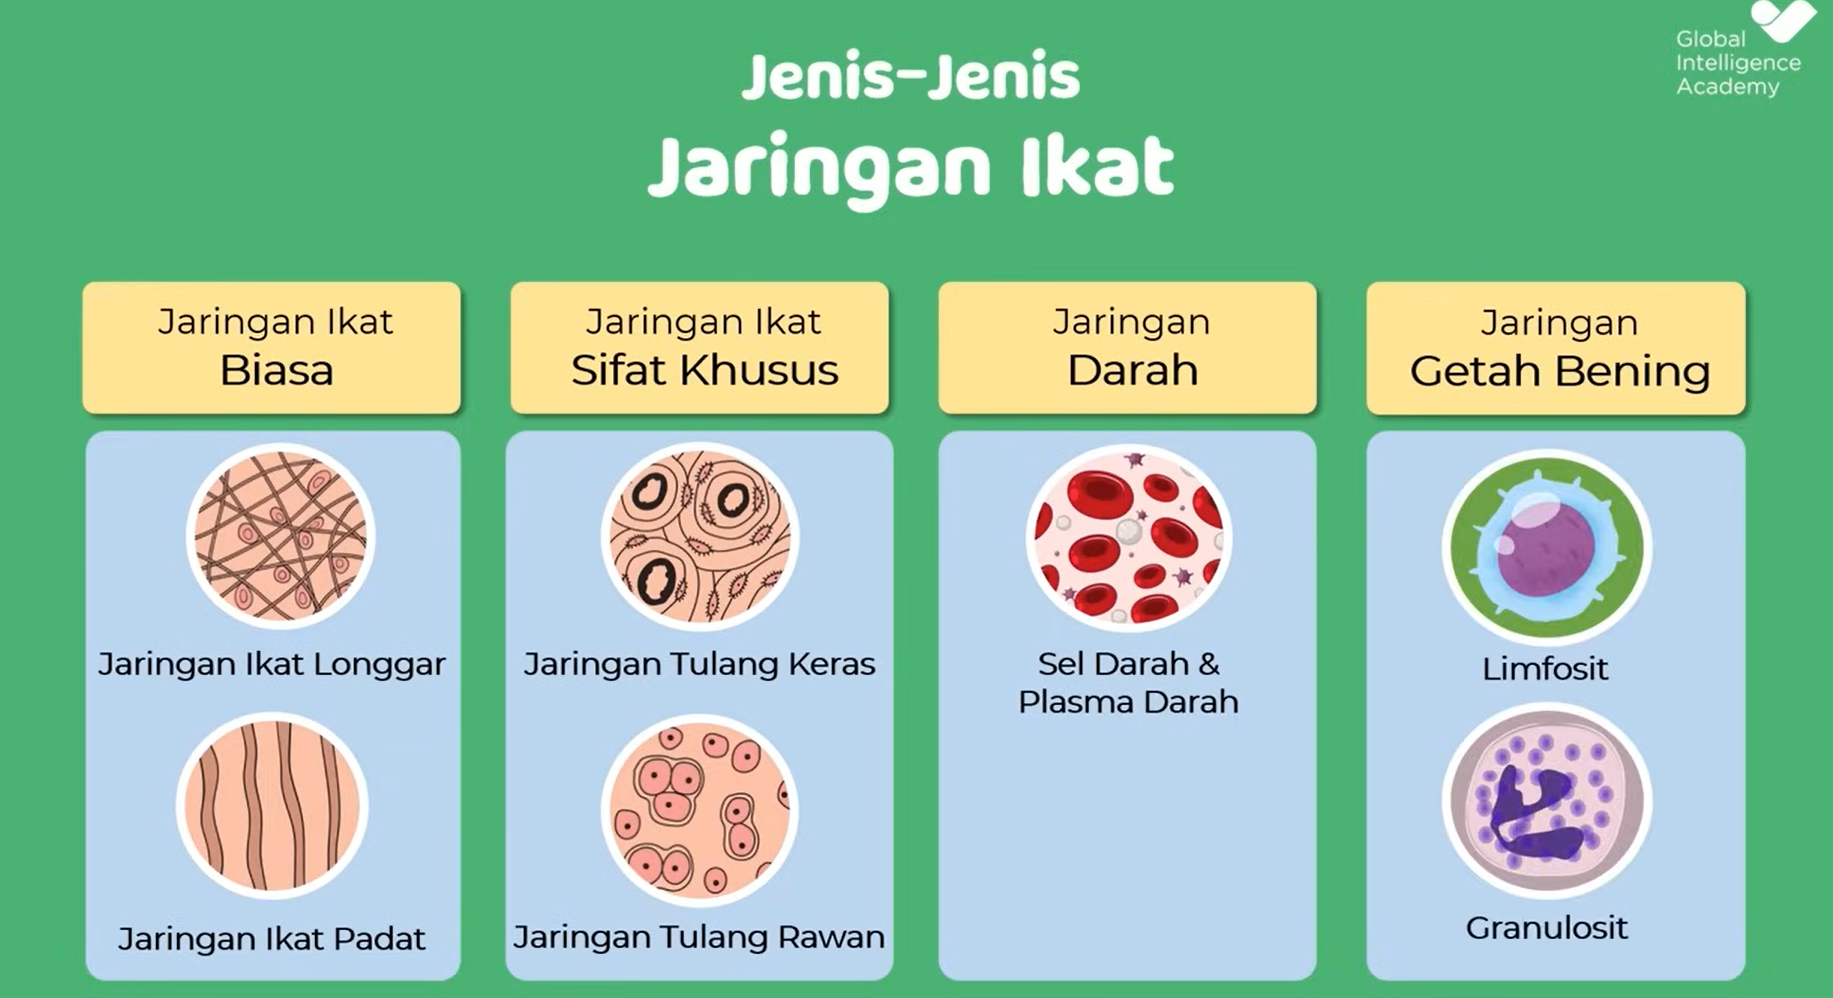 Global
Intelligence
Academy
Jenis-Jenis
Jaringan Ikat
Jaringan Ikat
Biasa
Jaringan Ikat Longgar
Jaringan Ikat Padat
Jaringan Ikat
Sifat Khusus
Jaringan Tulang Keras
Jaringan Tulang Rawan
Jaringan
Darah
Sel Darah &
Plasma Darah
Jaringan
Getah Bening
Limfosit
Granulosit